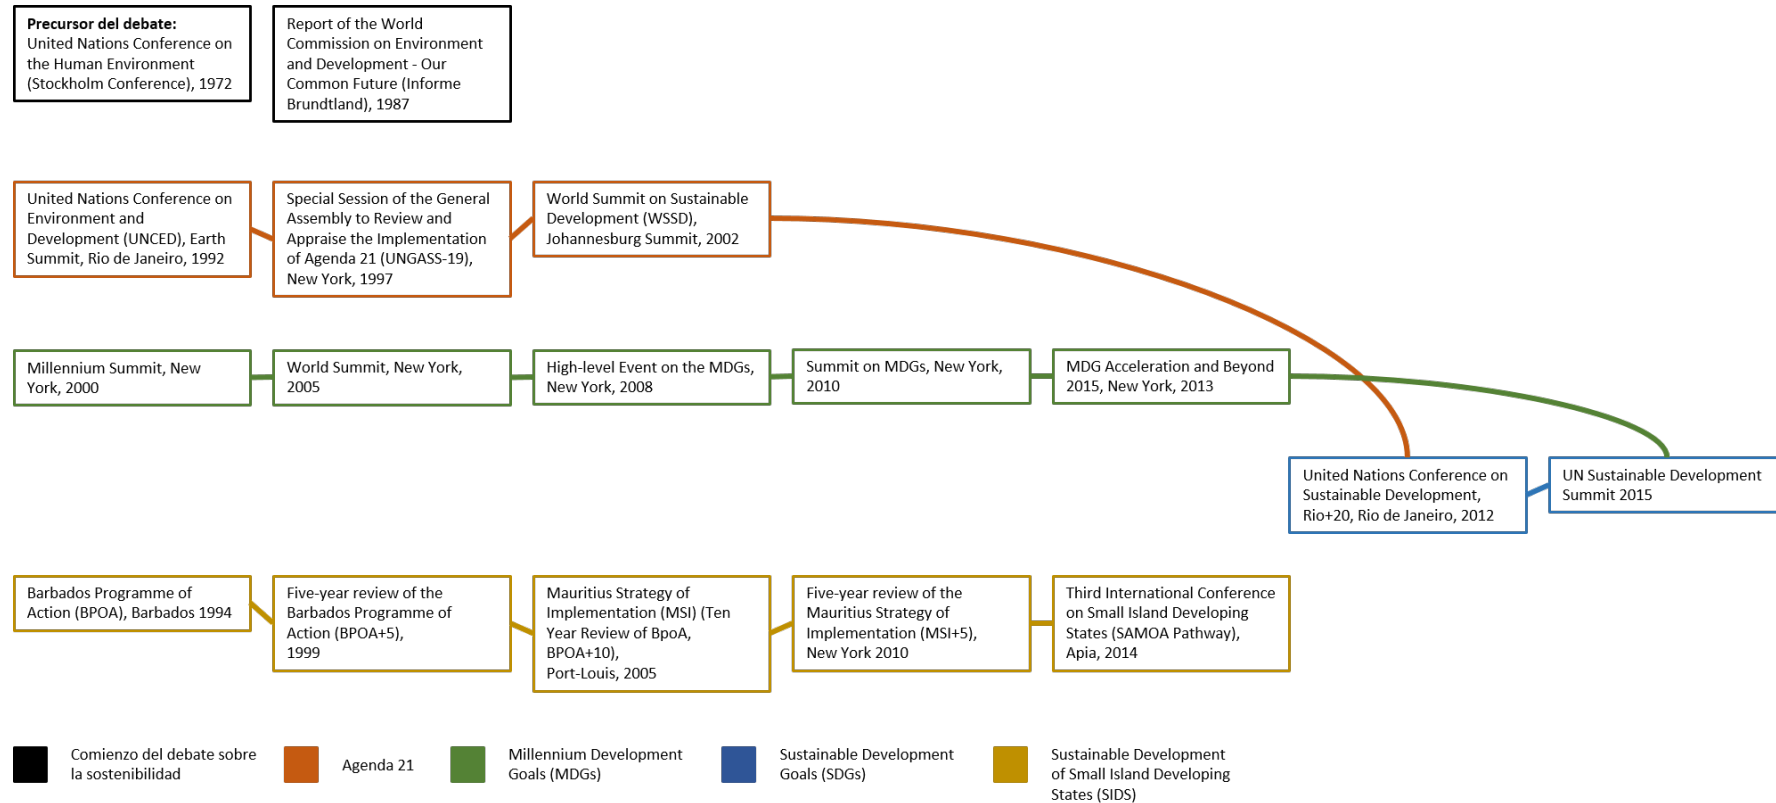 Precursor del debate:
United Nations Conference on
the Human Environment
(Stockholm Conference), 1972
Report of the World
Commission on Environment
and Development - Our
Common Future (Informe
Brundtland), 1987
United Nations Conference on
Environment and
Development (UNCED), Earth
Summit, Rio de Janeiro, 1992
Special Session of the General
Assembly to Review and
Appraise the Implementation
of Agenda 21 (UNGASS-19),
New York, 1997
World Summit on Sustainable
Development (WSSD),
Johannesburg Summit, 2002
Millennium Summit, New
York, 2000
World Summit, New York,
2005
High-level Event on the MDGs,
New York, 2008
Summit on MDGs, New York,
2010
MDG Acceleration and Beyond
2015, New York, 2013
United Nations Conference on
Sustainable Development,
Rio+20, Rio de Janeiro, 2012
UN Sustainable Development
Summit 2015
Barbados Programme of
Action (BPOA), Barbados 1994
Five-year review of the
Barbados Programme of
Action (BPOA+5),
1999
Mauritius Strategy of
Implementation (MSI) (Ten
Year Review of BpoA,
BPOA+10),
Port-Louis, 2005
Five-year review of the
Mauritius Strategy of
Implementation (MSI+5),
New York 2010
Third International Conference
on Small Island Developing
States (SAMOA Pathway),
Apia, 2014
Comienzo del debate sobre
la sostenibilidad
Agenda 21
Millennium Development
Goals (MDGs)
Sustainable Development
Goals (SDGs)
Sustainable Development
of Small Island Developing
States (SIDS)